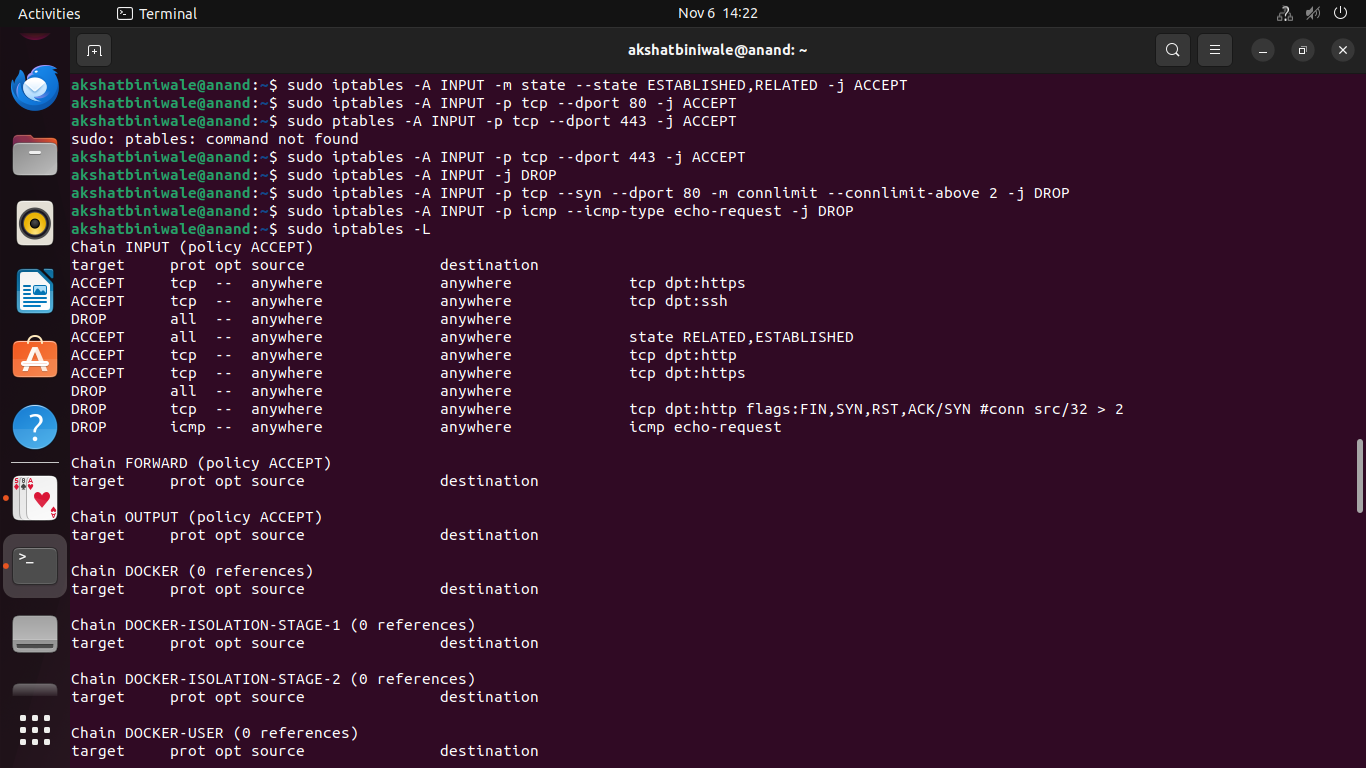 Activities Terminal Nov 6 14:22
akshatbiniwale@anand: ~
akshatbiniwale@anand:~$ sudo iptables -A INPUT -m state --state ESTABLISHED,RELATED -j ACCEPT
akshatbiniwale@anand:~$ sudo iptables -A INPUT -p tcp --dport 80 -j ACCEPT
akshatbiniwale@anand:~$ sudo ptables -A INPUT -p tcp --dport 443 -j ACCEPT
sudo: ptables: command not found
akshatbiniwale@anand:~$ sudo iptables -A INPUT -p tcp --dport 443 -j ACCEPT
akshatbiniwale@anand:~$ sudo iptables -A INPUT -j DROP
akshatbiniwale@anand:~$ sudo iptables -A INPUT -p tcp --syn --dport 80 -m connlimit --connlimit-above 2 -j DROP
akshatbiniwale@anand:~$ sudo iptables -A INPUT -p icmp --icmp-type echo-request -j DROP
akshatbiniwale@anand:~$ sudo iptables -L
Chain INPUT (policy ACCEPT)
target prot opt source destination
ACCEPT tcp -- anywhere anywhere tcp dpt:https
ACCEPT tcp -- anywhere anywhere tcp dpt:ssh
DROP all -- anywhere anywhere
ACCEPT all -- anywhere anywhere state RELATED,ESTABLISHED
ACCEPT tcp -- anywhere anywhere tcp dpt:http
ACCEPT tcp -- anywhere anywhere tcp dpt:https
DROP all -- anywhere anywhere
DROP tcp -- anywhere anywhere tcp dpt:http flags:FIN,SYN,RST,ACK/SYN #conn src/32 > 2
DROP icmp -- anywhere anywhere icmp echo-request
Chain FORWARD (policy ACCEPT)
target prot opt source destination
Chain OUTPUT (policy ACCEPT)
target prot opt source destination
Chain DOCKER (0 references)
target prot opt source destination
Chain DOCKER-ISOLATION-STAGE-1 (0 references)
target prot opt source destination
Chain DOCKER-ISOLATION-STAGE-2 (0 references)
target prot opt source destination
Chain DOCKER-USER (0 references)
target prot opt source destination